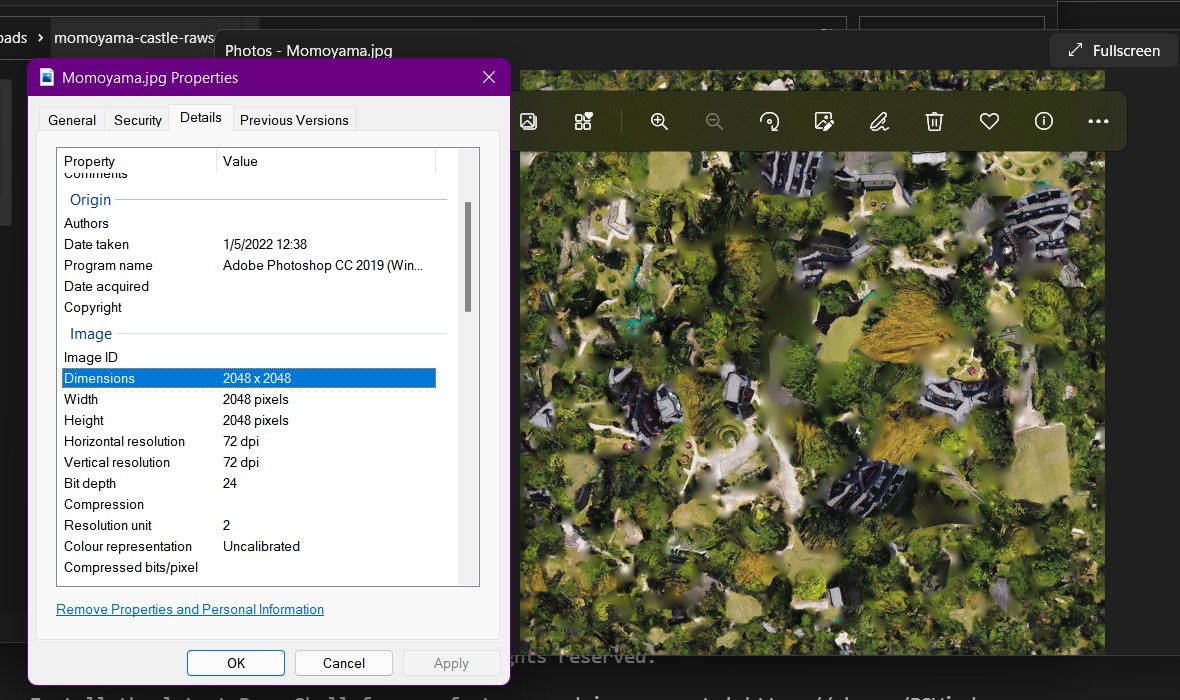 oads > momoyama-castle-raws
Photos - Momoyama.jpg
Fullscreen
Momoyama.jpg Properties
General Security Details Previous Versions
Property Value
Comments
Origin
Authors
Date taken 1/5/2022 12:38
Program name Adobe Photoshop CC 2019 (Win...
Date acquired
Copyright
Image
Image ID
Dimensions 2048 x 2048
Width 2048 pixels
Height 2048 pixels
Horizontal resolution 72 dpi
Vertical resolution 72 dpi
Bit depth 24
Compression
Resolution unit 2
Colour representation Uncalibrated
Compressed bits/pixel
Remove Properties and Personal Information
OK Cancel Apply
ghts reserved.